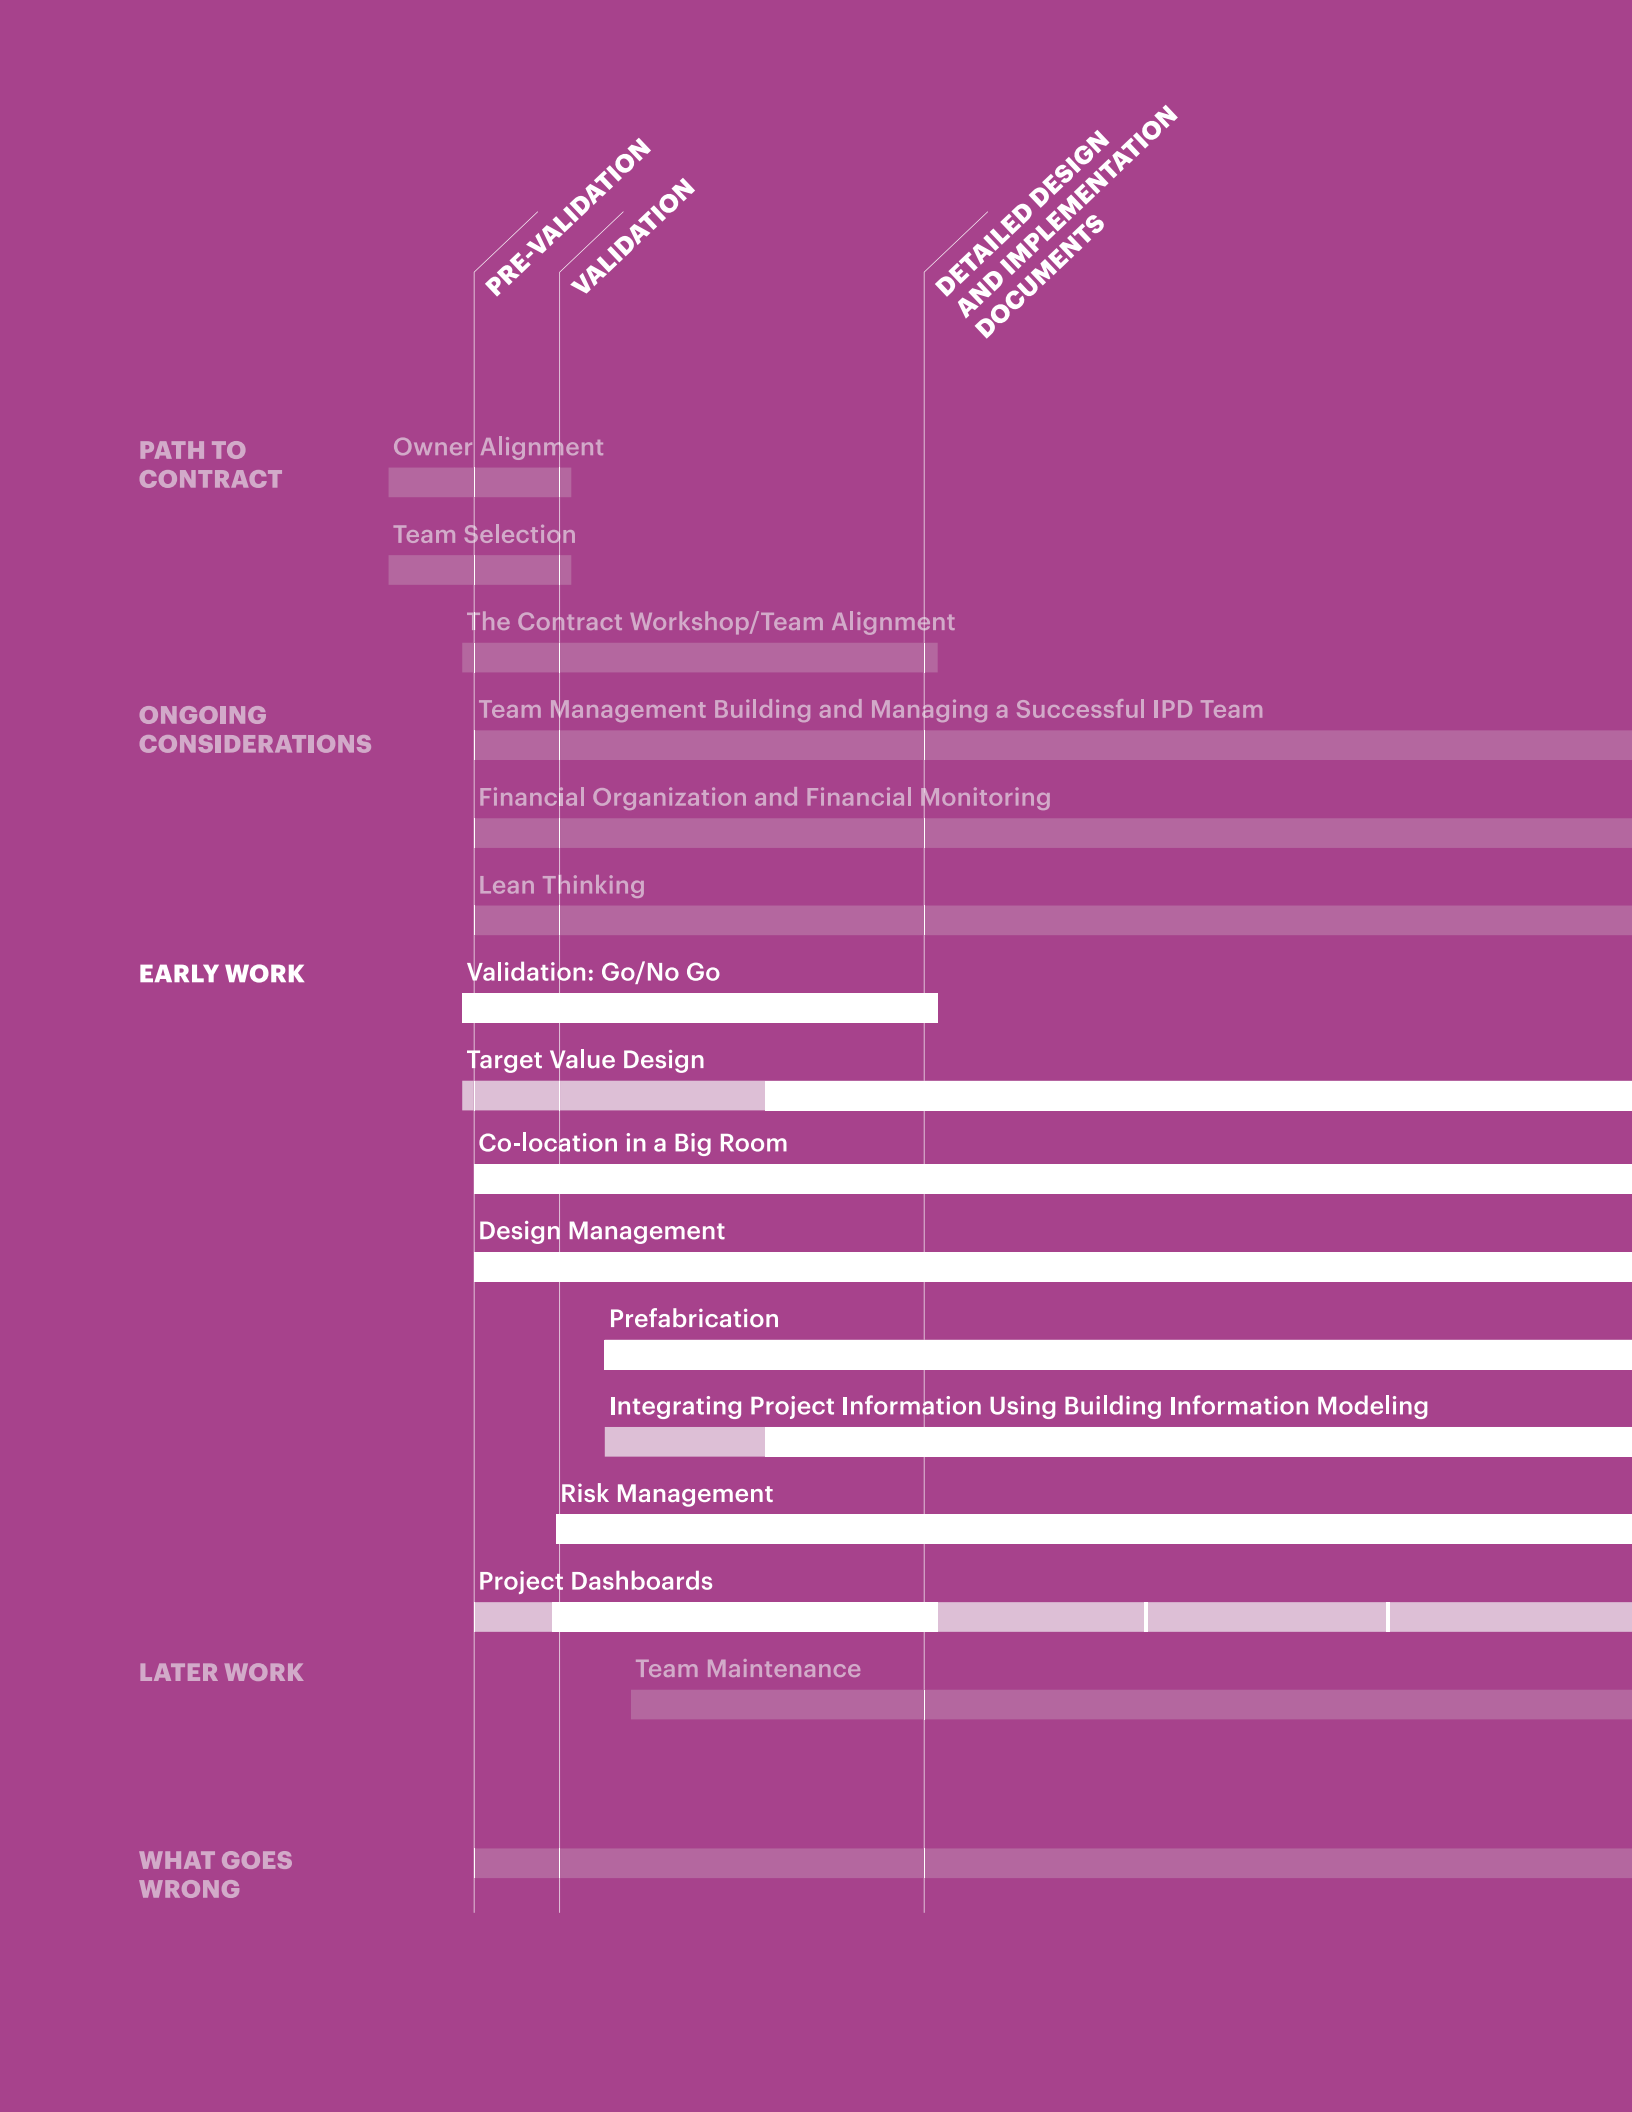 PRE-VALIDATION
VALIDATION
DETAILED DESIGN
AND IMPLEMENTATION
DOCUMENTS
PATH TO
CONTRACT
Owner Alignment
Team Selection
The Contract Workshop/Team Alignment
ONGOING
CONSIDERATIONS
Team Management Building and Managing a Successful IPD Team
Financial Organization and Financial Monitoring
Lean Thinking
EARLY WORK
Validation: Go/No Go
Target Value Design
Co-location in a Big Room
Design Management
Prefabrication
Integrating Project Information Using Building Information Modeling
Risk Management
Project Dashboards
LATER WORK
Team Maintenance
WHAT GOES
WRONG